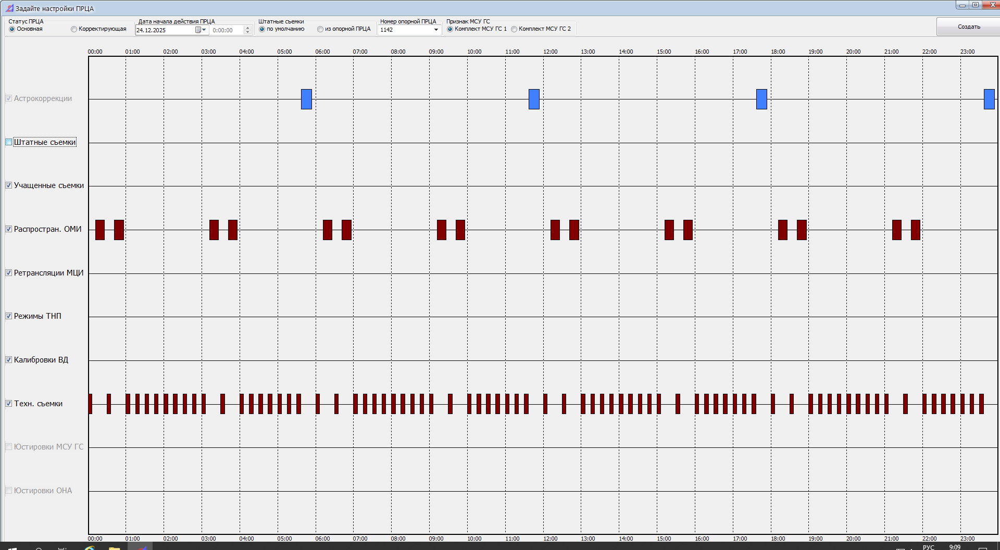 Задайте настройки ПРЦА
Статус ПРЦА
Дата начала действия ПРЦА
Штатные съемки
Номер опорной ПРЦА
Признак МСУ ГС
Основная
Корректирующая
24.12.2025
0:00:00
по умолчанию
из опорной ПРЦА
1142
Комплект МСУ ГС 1
Комплект МСУ ГС 2
Создать
00:00 01:00 02:00 03:00 04:00 05:00 06:00 07:00 08:00 09:00 10:00 11:00 12:00 13:00 14:00 15:00 16:00 17:00 18:00 19:00 20:00 21:00 22:00 23:00
Астрокоррекции
Штатные съемки
Учащенные съемки
Распростран. ОМИ
Ретрансляции МЦИ
Режимы ТНП
Калибровки ВД
Техн. съемки
Юстировки МСУ ГС
Юстировки ОНА
00:00 01:00 02:00 03:00 04:00 05:00 06:00 07:00 08:00 09:00 10:00 11:00 12:00 13:00 14:00 15:00 16:00 17:00 18:00 19:00 20:00 21:00 22:00 23:00
РУС
9:09